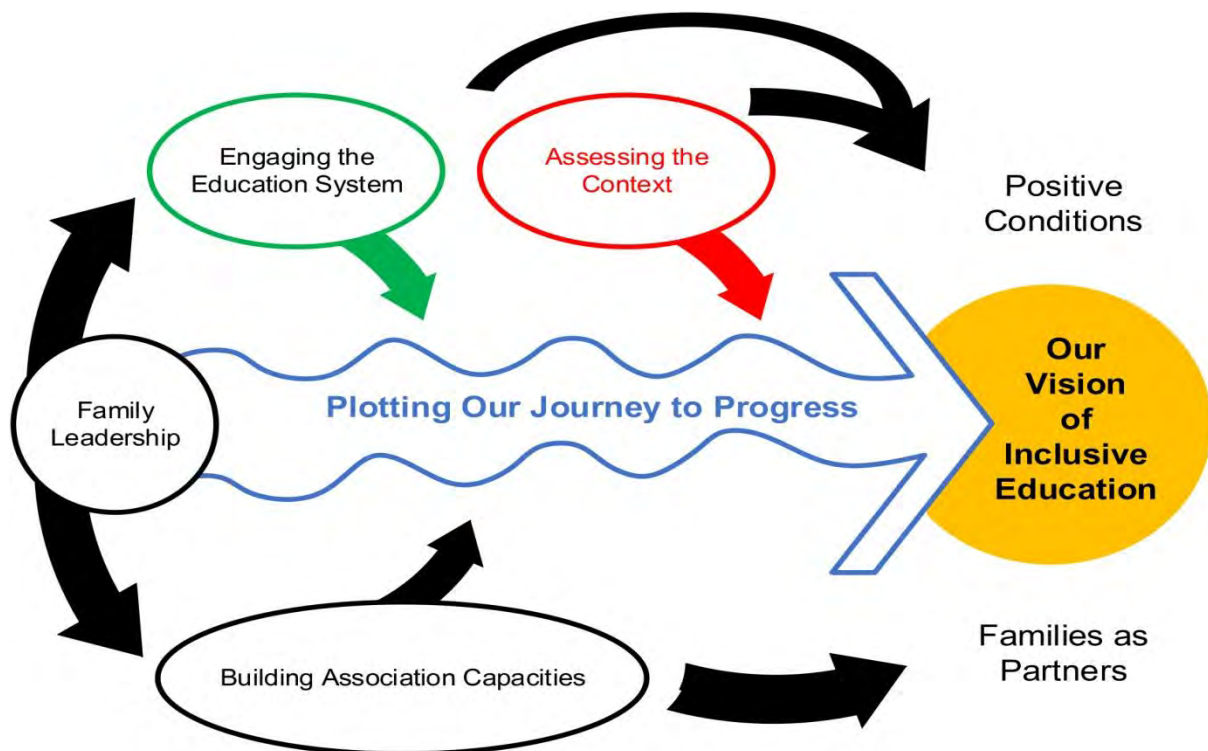 Engaging the
Education System
Assessing the
Context
Positive
Conditions
Family
Leadership
Plotting Our Journey to Progress
Our
Vision
of
Inclusive
Education
Building Association Capacities
Families as
Partners